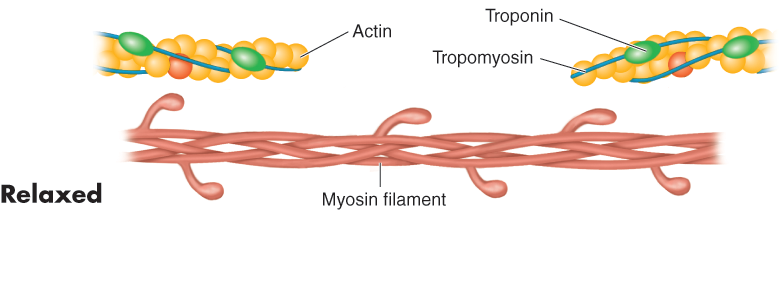 Troponin
Actin
Tropomyosin
Relaxed
Myosin filament